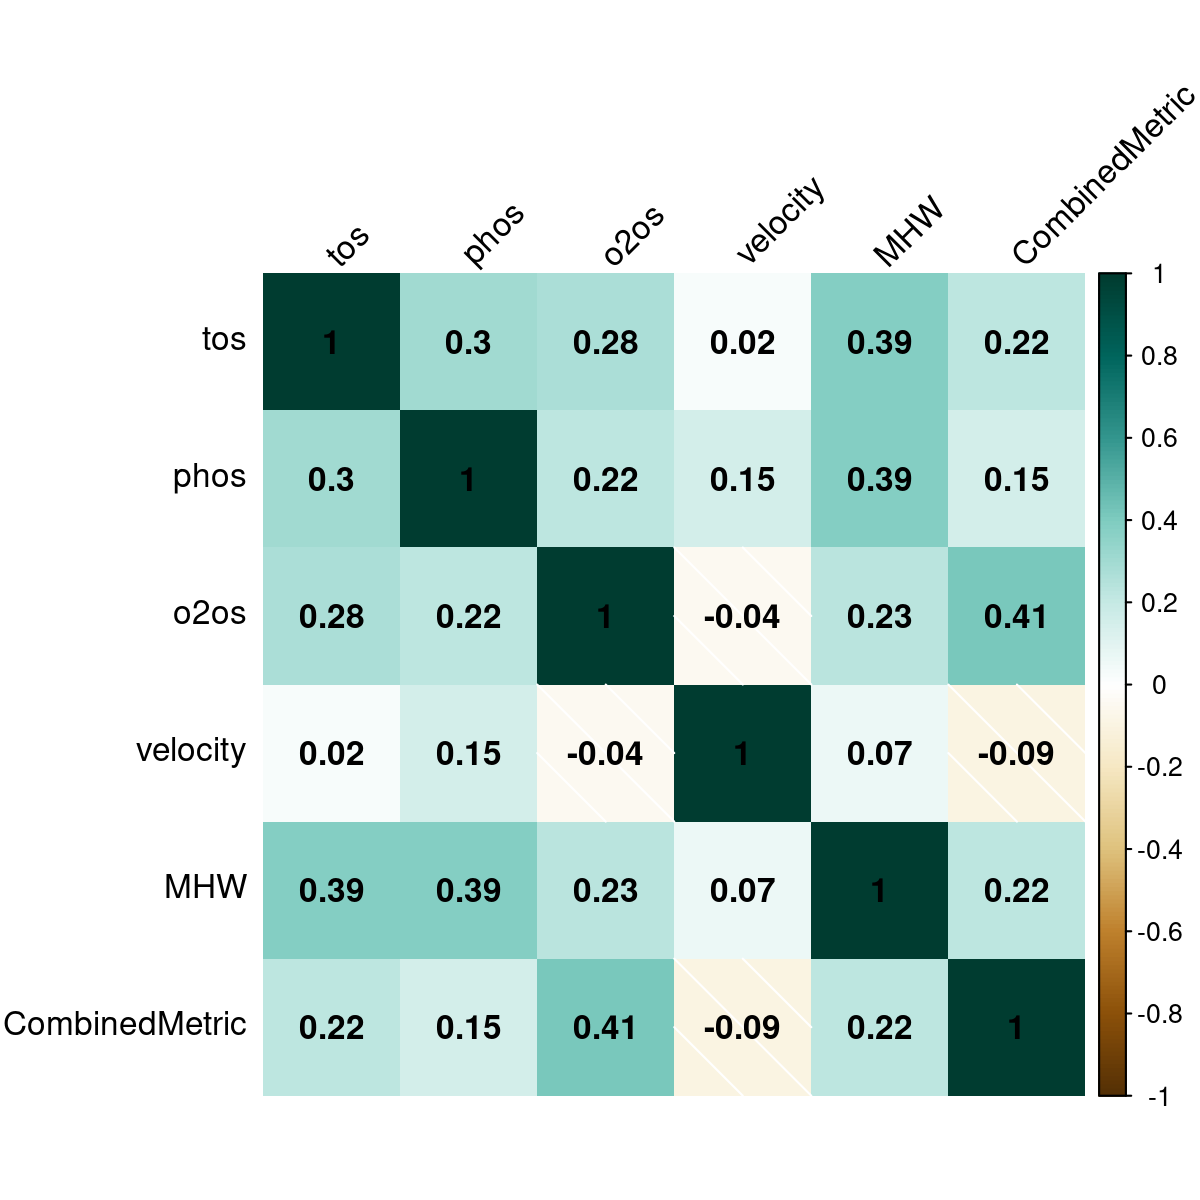 tos phos o2os velocity MHW CombinedMetric
tos 1 0.3 0.28 0.02 0.39 0.22
phos 0.3 1 0.22 0.15 0.39 0.15
o2os 0.28 0.22 1 -0.04 0.23 0.41
velocity 0.02 0.15 -0.04 1 0.07 -0.09
MHW 0.39 0.39 0.23 0.07 1 0.22
CombinedMetric 0.22 0.15 0.41 -0.09 0.22 1
1
0.8
0.6
0.4
0.2
0
-0.2
-0.4
-0.6
-0.8
-1